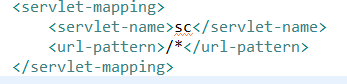 <servlet-mapping>
<servlet-name>sc</servlet-name>
<url-pattern>/*</url-pattern>
</servlet-mapping>